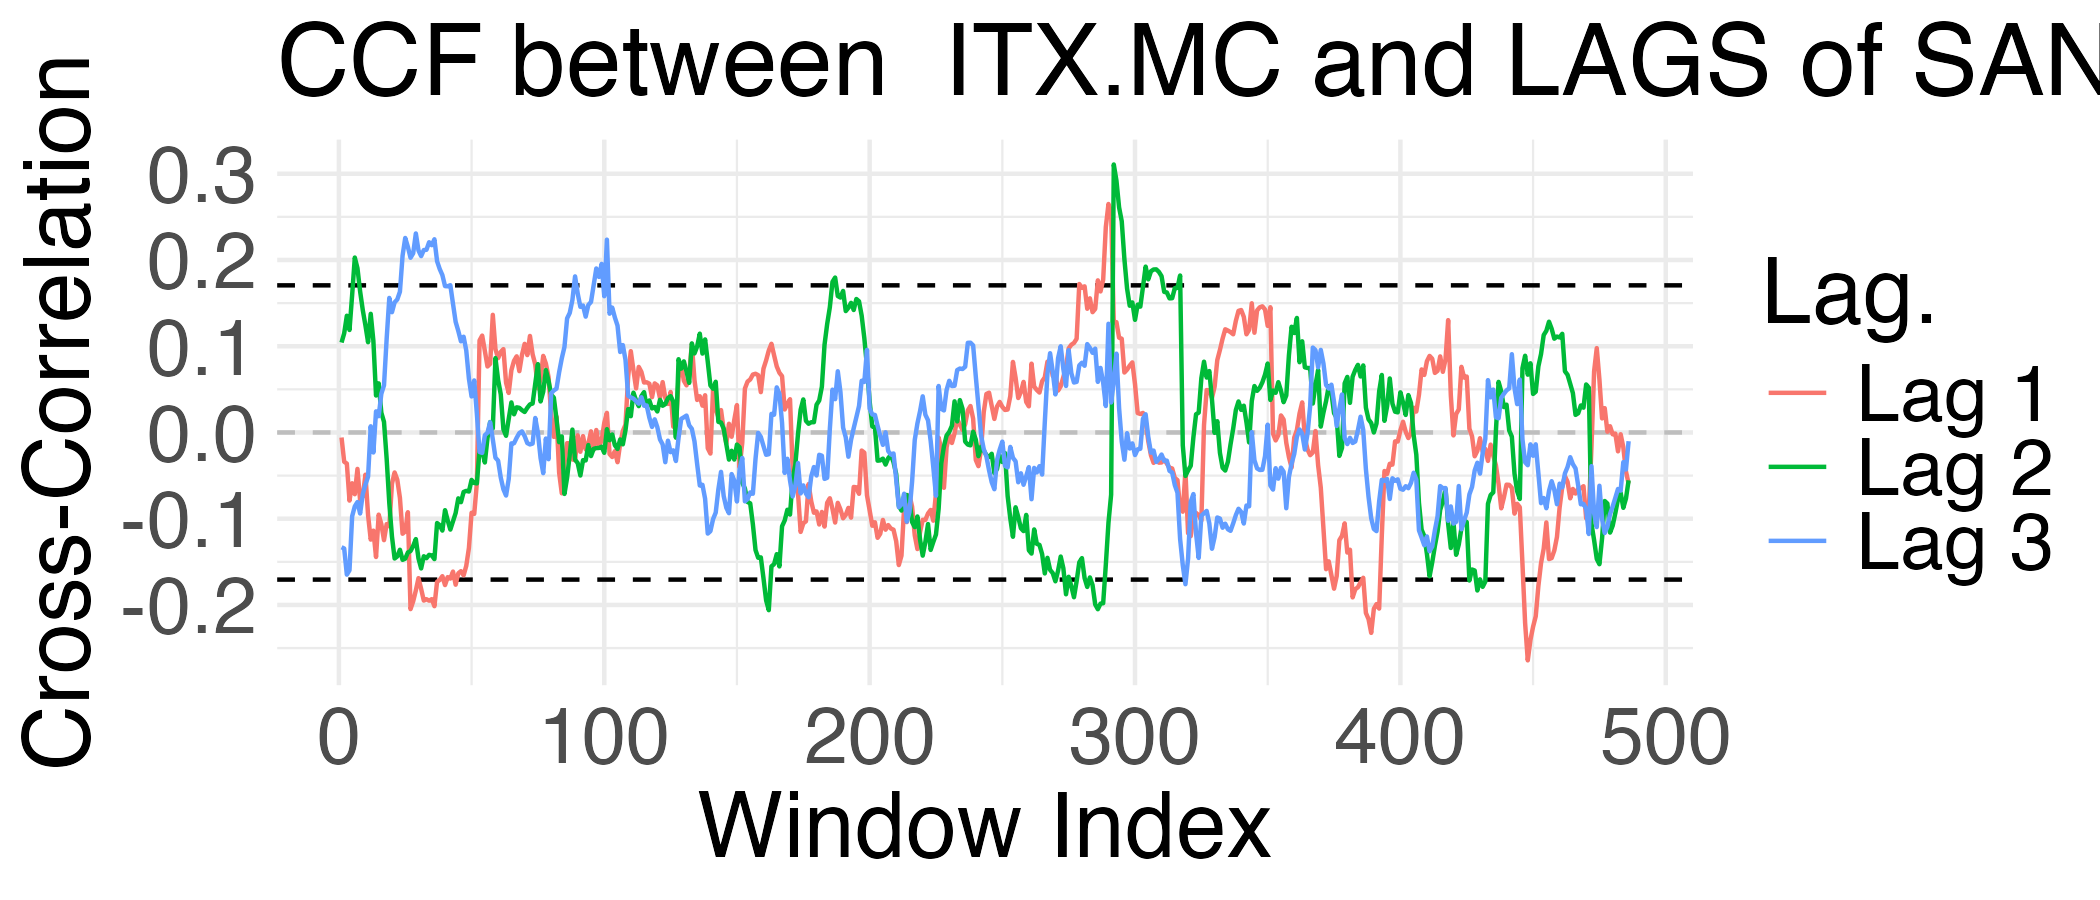 CCF between  ITX.MC and LAGS of SAN
Cross-Correlation
0.3
0.2
0.1
0.0
-0.1
-0.2
0
100
200
300
400
500
Window Index
Lag.
Lag 1
Lag 2
Lag 3